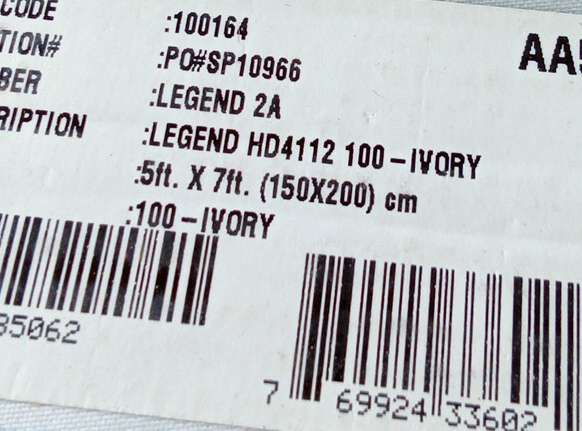 CODE :100164
TION# :PO#SP10966
BER :LEGEND 2A
RIPTION :LEGEND HD4112 100-IVORY
:5ft. X 7ft. (150X200) cm
:100-IVORY
AA5
35062
7 69924 33602